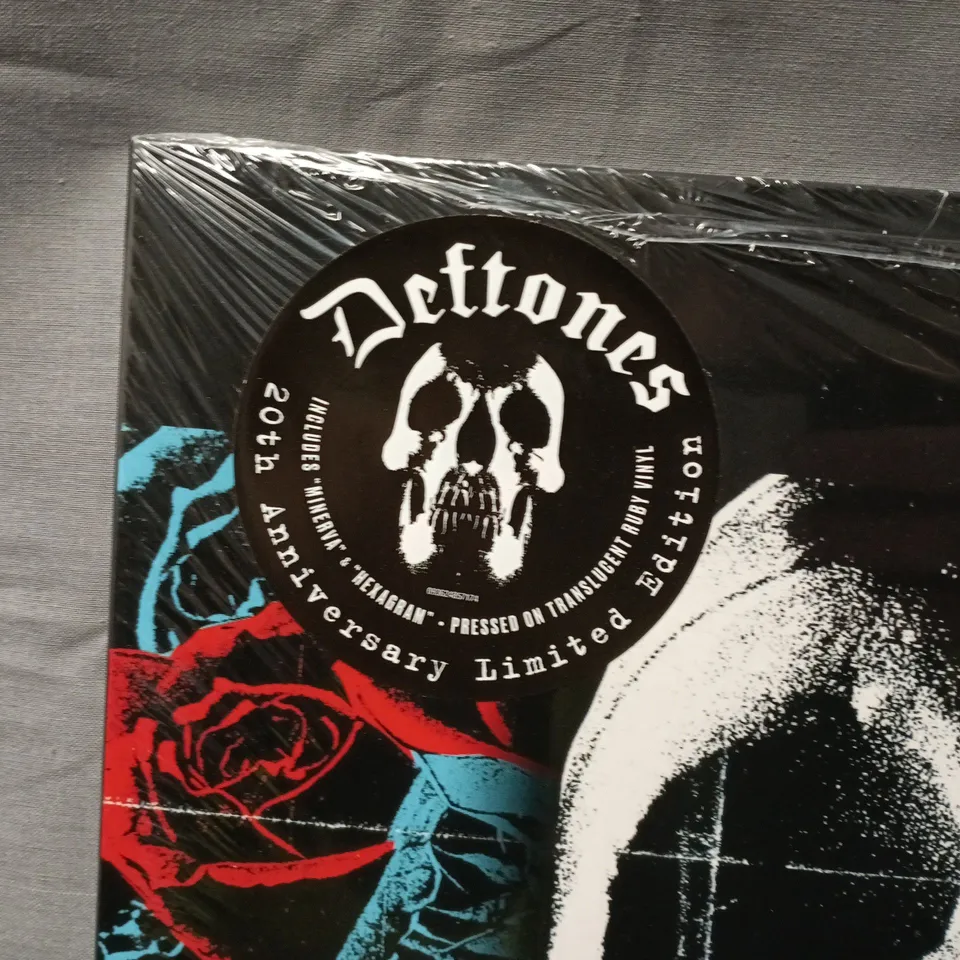 Deftones
20th Anniversary Limited Edition
INCLUDES "MINERVA" & "HEXAGRAM" - PRESSED ON TRANSLUCENT RUBY VINYL